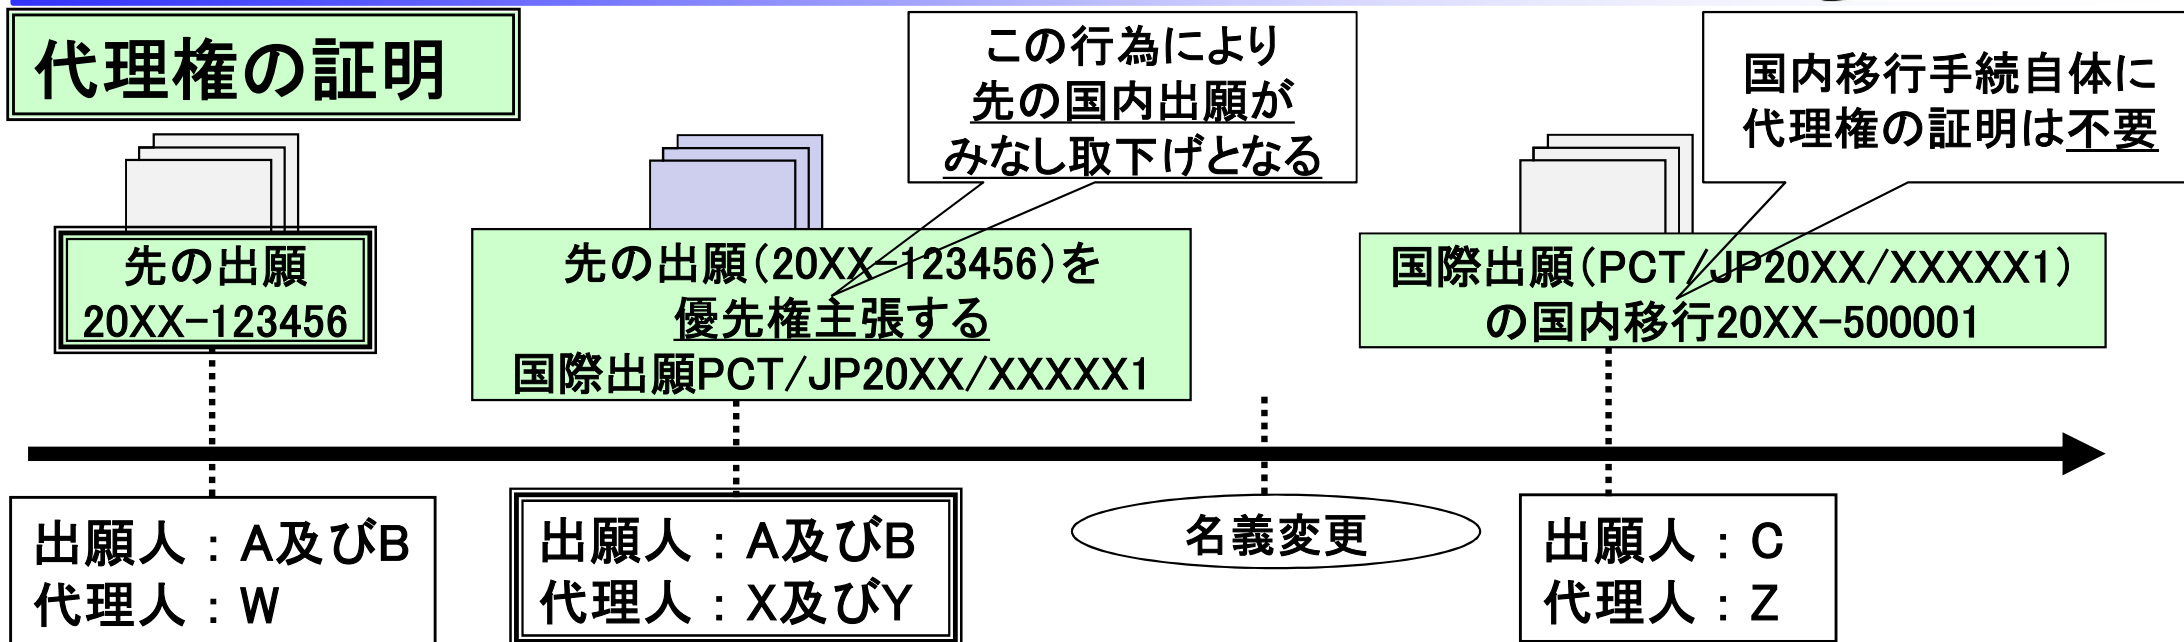 代理権の証明
この行為により
先の国内出願が
みなし取下げとなる
国内移行手続自体に
代理権の証明は不要
先の出願
20XX-123456
先の出願(20XX-123456)を
優先権主張する
国際出願PCT/JP20XX/XXXXX1
国際出願(PCT/JP20XX/XXXXX1)
の国内移行20XX-500001
出願人：A及びB
代理人：W
出願人：A及びB
代理人：X及びY
名義変更
出願人：C
代理人：Z